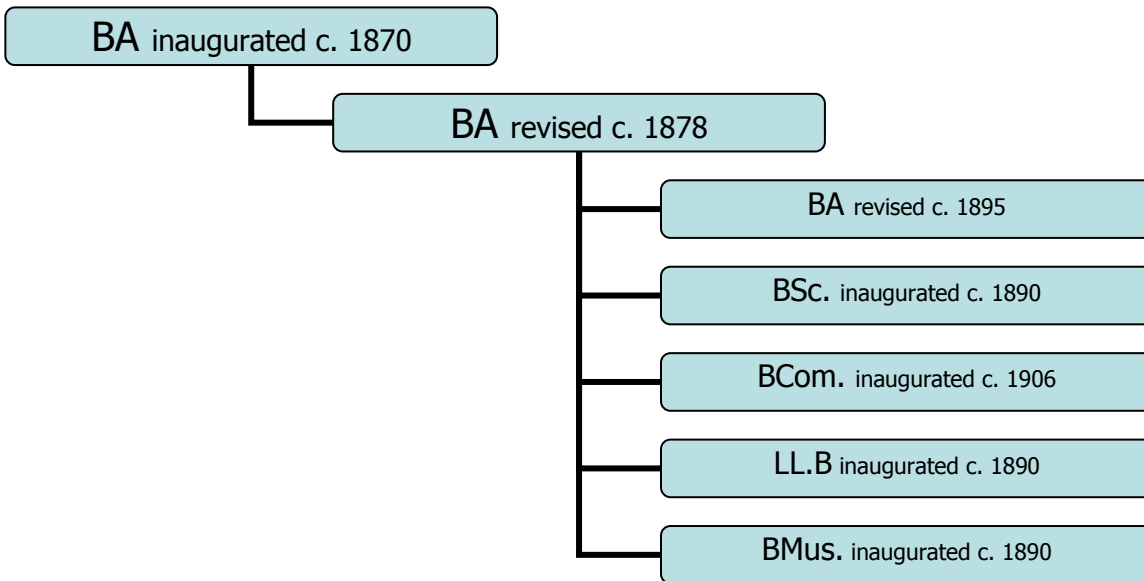 BA inaugurated c. 1870
BA revised c. 1878
BA revised c. 1895
BSc. inaugurated c. 1890
BCom. inaugurated c. 1906
LL.B inaugurated c. 1890
BMus. inaugurated c. 1890